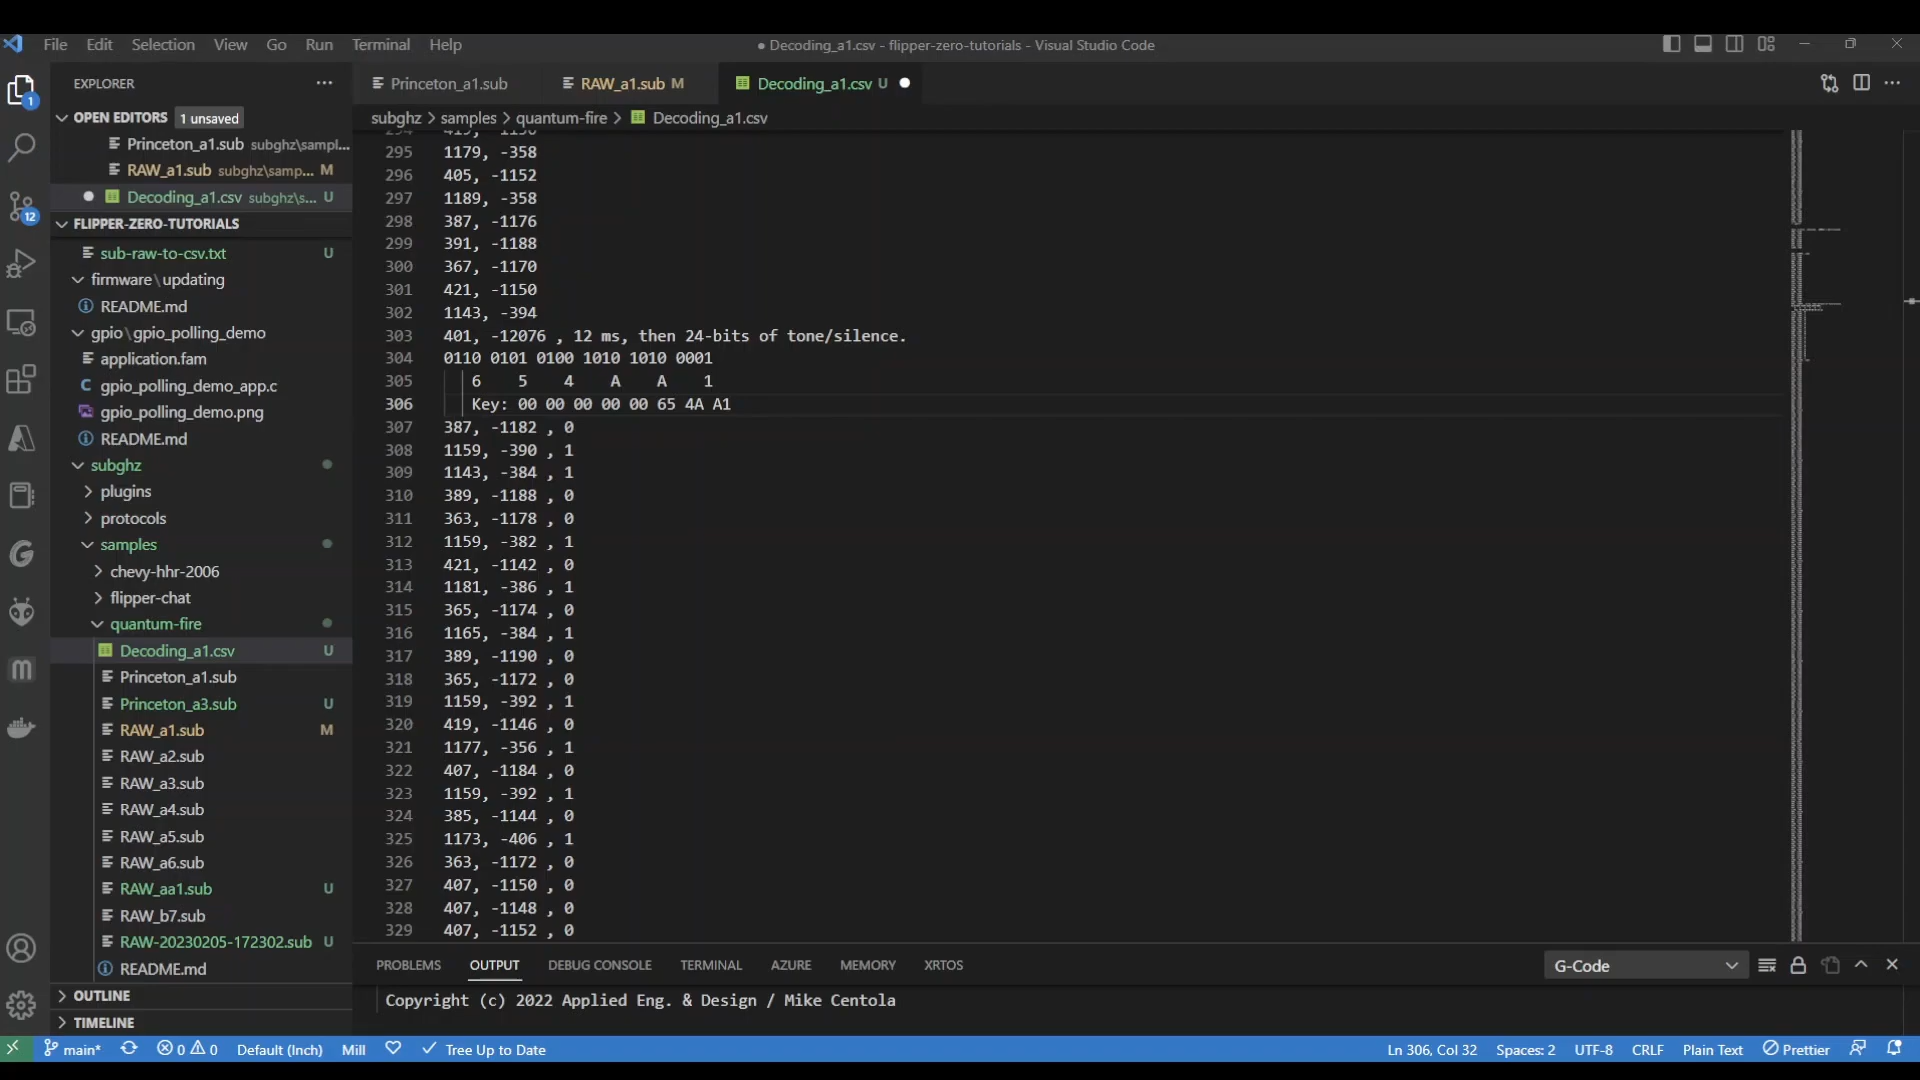 File Edit Selection View Go Run Terminal Help
● Decoding_a1.csv - flipper-zero-tutorials - Visual Studio Code
EXPLORER
OPEN EDITORS 1 unsaved
Princeton_a1.sub subghz\sampl...
RAW_a1.sub subghz\samp... M
Decoding_a1.csv subghz\s... U
FLIPPER-ZERO-TUTORIALS
sub-raw-to-csv.txt U
firmware\updating
README.md
gpio\gpio_polling_demo
application.fam
C gpio_polling_demo_app.c
gpio_polling_demo.png
README.md
subghz
plugins
protocols
samples
chevy-hhr-2006
flipper-chat
quantum-fire
Decoding_a1.csv U
Princeton_a1.sub
Princeton_a3.sub U
RAW_a1.sub M
RAW_a2.sub
RAW_a3.sub
RAW_a4.sub
RAW_a5.sub
RAW_a6.sub
RAW_aa1.sub U
RAW_b7.sub
RAW-20230205-172302.sub U
README.md
OUTLINE
TIMELINE
1
12
Princeton_a1.sub RAW_a1.sub M Decoding_a1.csv U
subghz > samples > quantum-fire > Decoding_a1.csv
295 1179, -358
296 405, -1152
297 1189, -358
298 387, -1176
299 391, -1188
300 367, -1170
301 421, -1150
302 1143, -394
303 401, -12076 , 12 ms, then 24-bits of tone/silence.
304 0110 0101 0100 1010 1010 0001
305 6 5 4 A A 1
306 Key: 00 00 00 00 00 65 4A A1
307 387, -1182 , 0
308 1159, -390 , 1
309 1143, -384 , 1
310 389, -1188 , 0
311 363, -1178 , 0
312 1159, -382 , 1
313 421, -1142 , 0
314 1181, -386 , 1
315 365, -1174 , 0
316 1165, -384 , 1
317 389, -1190 , 0
318 365, -1172 , 0
319 1159, -392 , 1
320 419, -1146 , 0
321 1177, -356 , 1
322 407, -1184 , 0
323 1159, -392 , 1
324 385, -1144 , 0
325 1173, -406 , 1
326 363, -1172 , 0
327 407, -1150 , 0
328 407, -1148 , 0
329 407, -1152 , 0
PROBLEMS OUTPUT DEBUG CONSOLE TERMINAL AZURE MEMORY XRTOS G-Code
Copyright (c) 2022 Applied Eng. & Design / Mike Centola
main* 0 0 Default (Inch) Mill Tree Up to Date Ln 306, Col 32 Spaces: 2 UTF-8 CRLF Plain Text Prettier